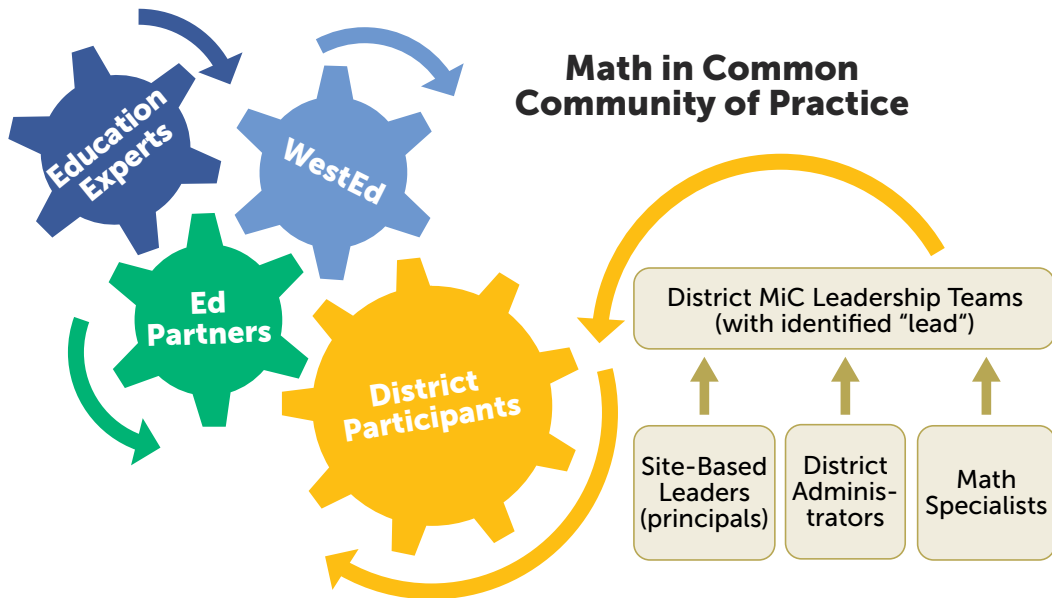 Math in Common
Community of Practice
Education
Experts
WestEd
Ed
Partners
District
Participants
District MiC Leadership Teams
(with identified “lead“)
Site-Based
Leaders
(principals)
District
Adminis-
trators
Math
Specialists